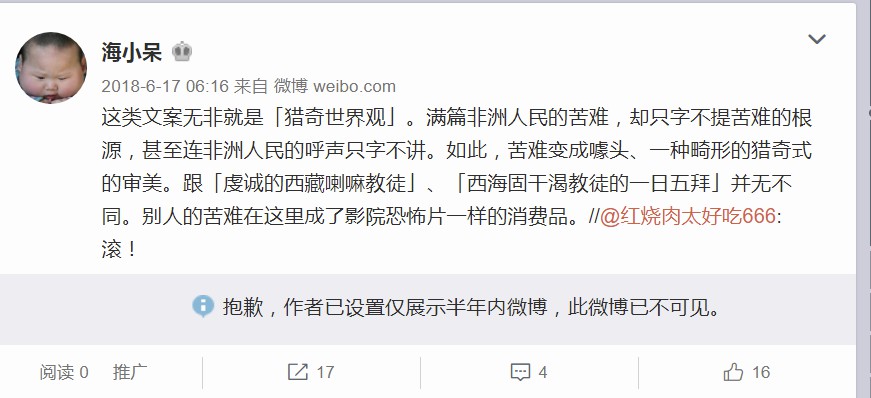 海小呆
2018-6-17 06:16 来自 微博 weibo.com
这类文案无非就是「猎奇世界观」。满篇非洲人民的苦难，却只字不提苦难的根
源，甚至连非洲人民的呼声只字不讲。如此，苦难变成噱头、一种畸形的猎奇式
的审美。跟「虔诚的西藏喇嘛教徒」、「西海固干渴教徒的一日五拜」并无不
同。别人的苦难在这里成了影院恐怖片一样的消费品。//@红烧肉太好吃666:
滚！
抱歉，作者已设置仅展示半年内微博，此微博已不可见。
阅读 0 推广 17 4 16